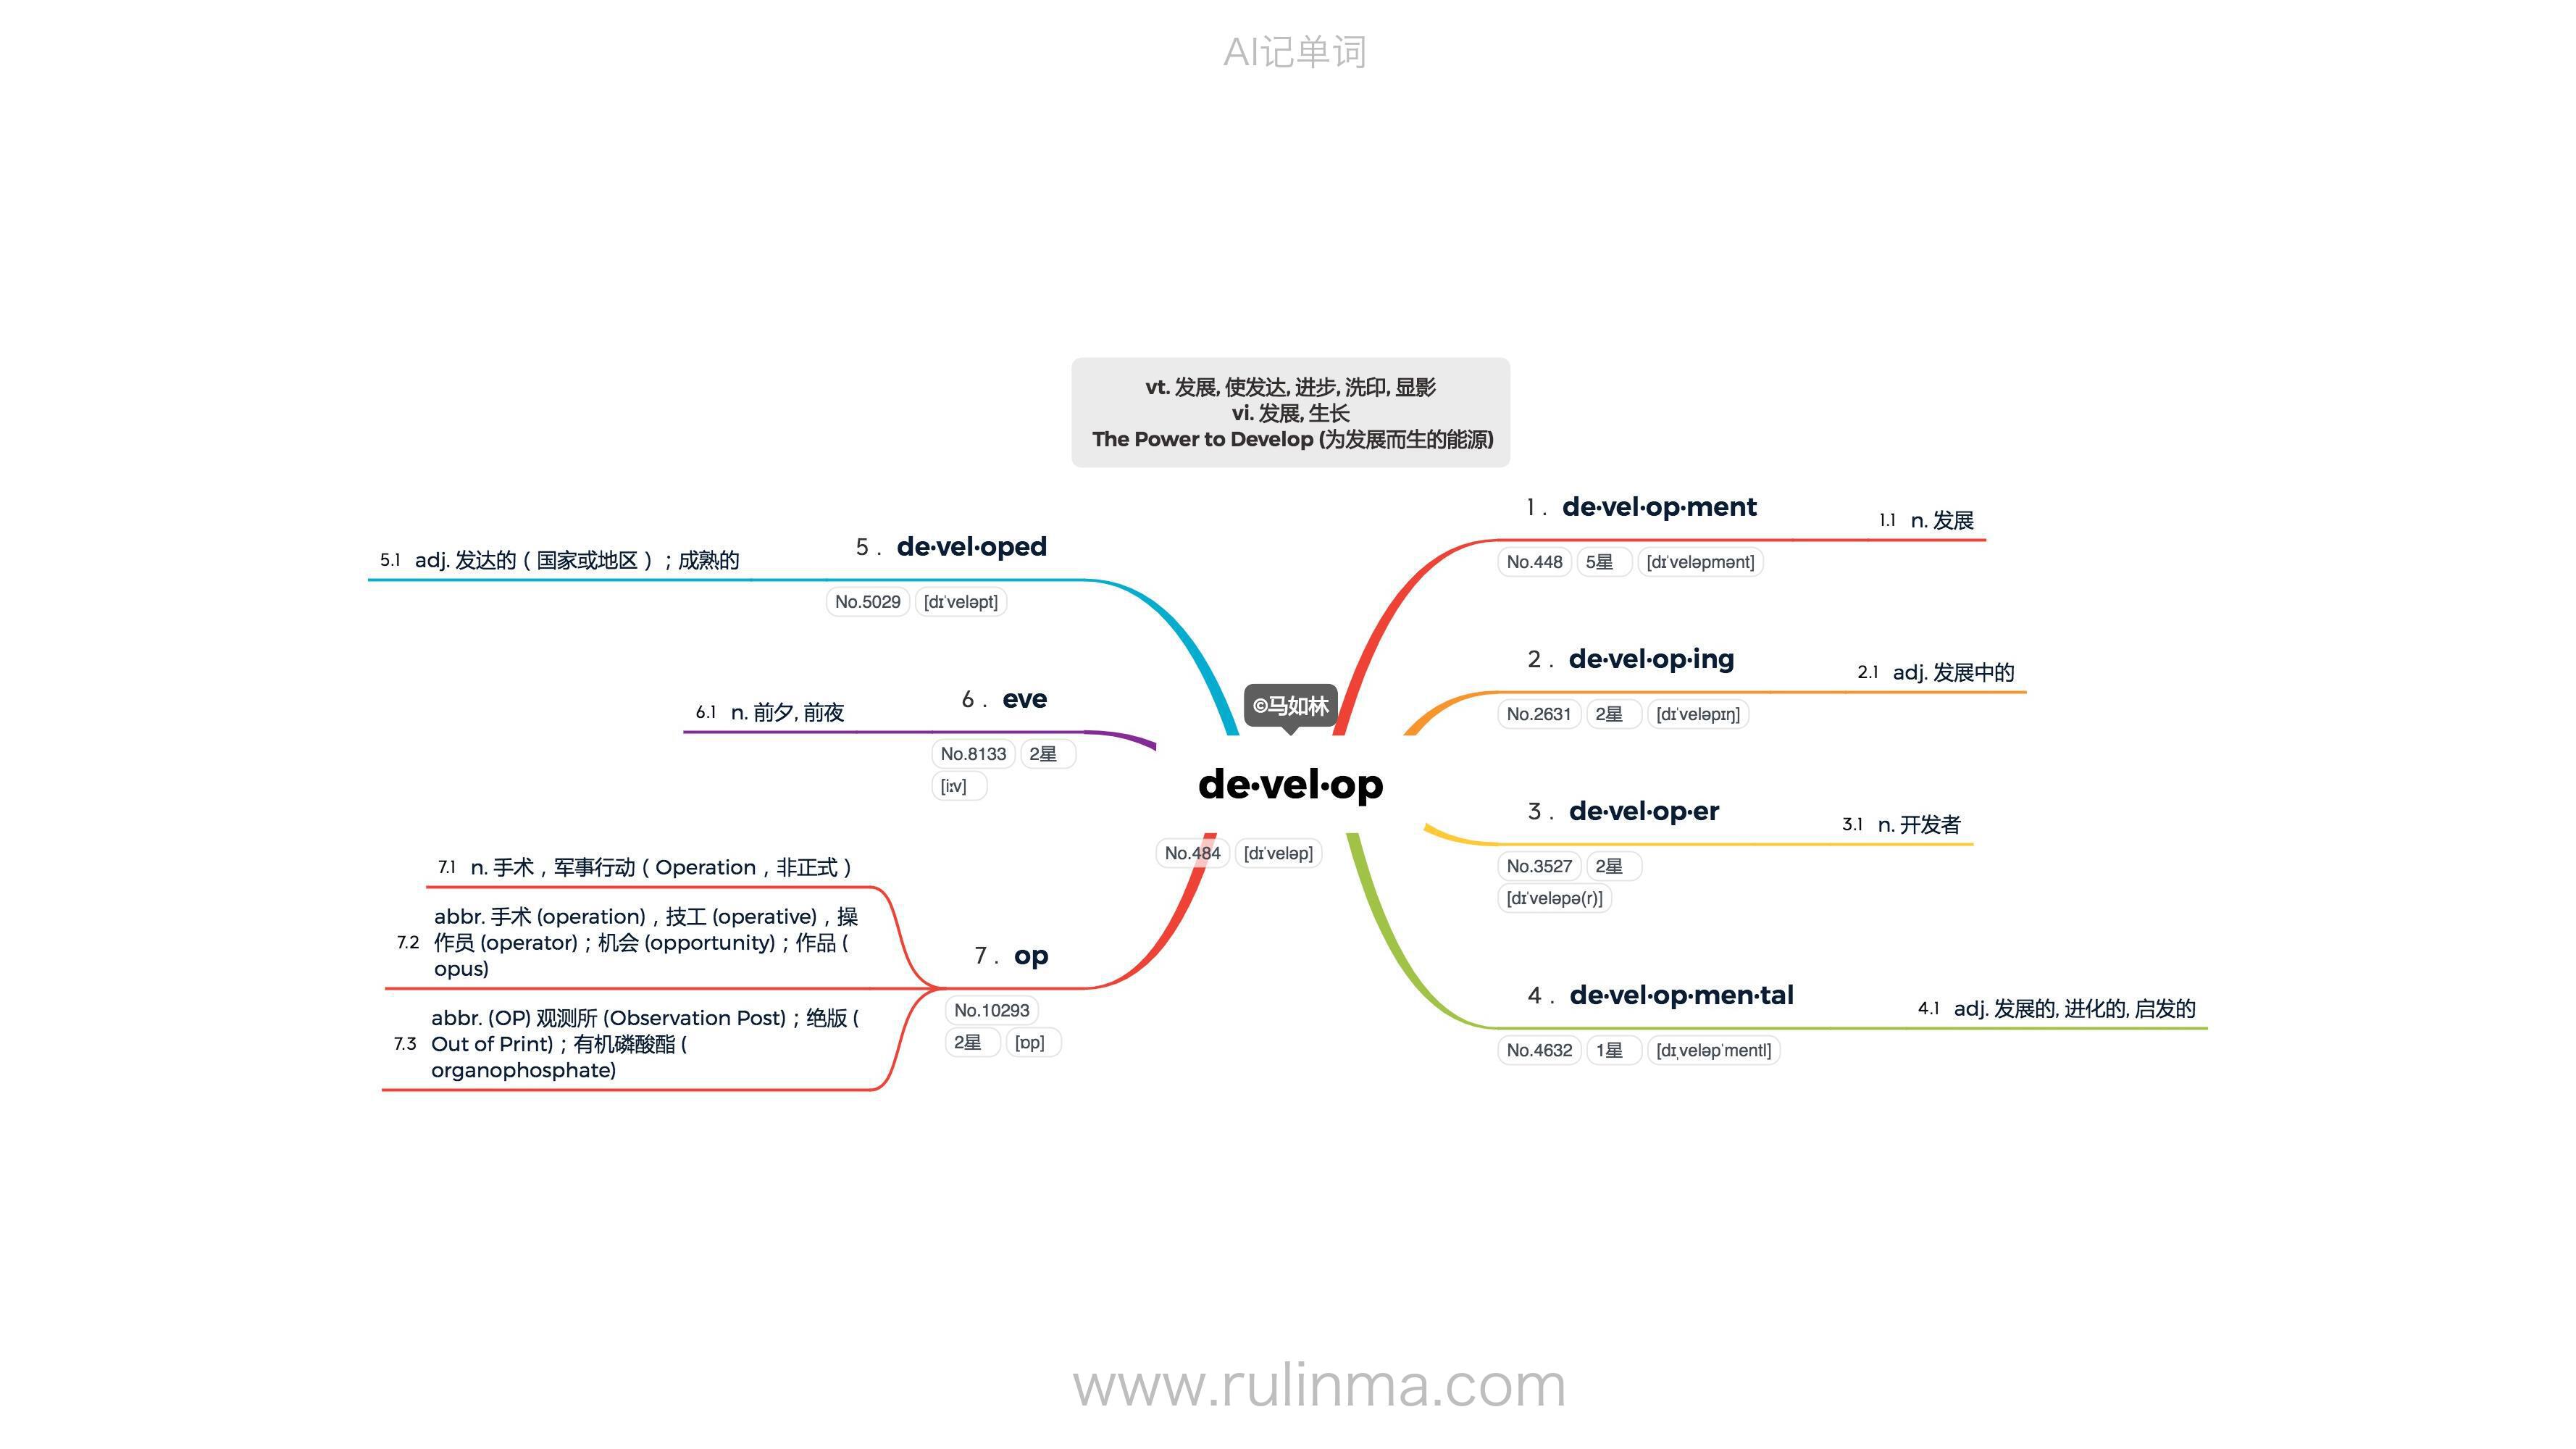 AI记单词
vt. 发展, 使发达, 进步, 洗印, 显影
vi. 发展, 生长
The Power to Develop (为发展而生的能源)
©马如林
de·vel·op
No.484 [dɪˈveləp]
1 . de·vel·op·ment
No.448 5星 [dɪˈveləpmənt]
1.1 n. 发展
2 . de·vel·op·ing
No.2631 2星 [dɪˈveləpɪŋ]
2.1 adj. 发展中的
3 . de·vel·op·er
No.3527 2星
[dɪˈveləpə(r)]
3.1 n. 开发者
4 . de·vel·op·men·tal
No.4632 1星 [dɪˌveləpˈmentl]
4.1 adj. 发展的, 进化的, 启发的
5 . de·vel·oped
No.5029 [dɪˈveləpt]
5.1 adj. 发达的（国家或地区）；成熟的
6 . eve
No.8133 2星
[iːv]
6.1 n. 前夕, 前夜
7 . op
No.10293
2星 [ɒp]
7.1 n. 手术，军事行动（Operation，非正式）
7.2 abbr. 手术 (operation)，技工 (operative)，操
作员 (operator)；机会 (opportunity)；作品 (
opus)
7.3 abbr. (OP) 观测所 (Observation Post)；绝版 (
Out of Print)；有机磷酸酯 (
organophosphate)
www.rulinma.com